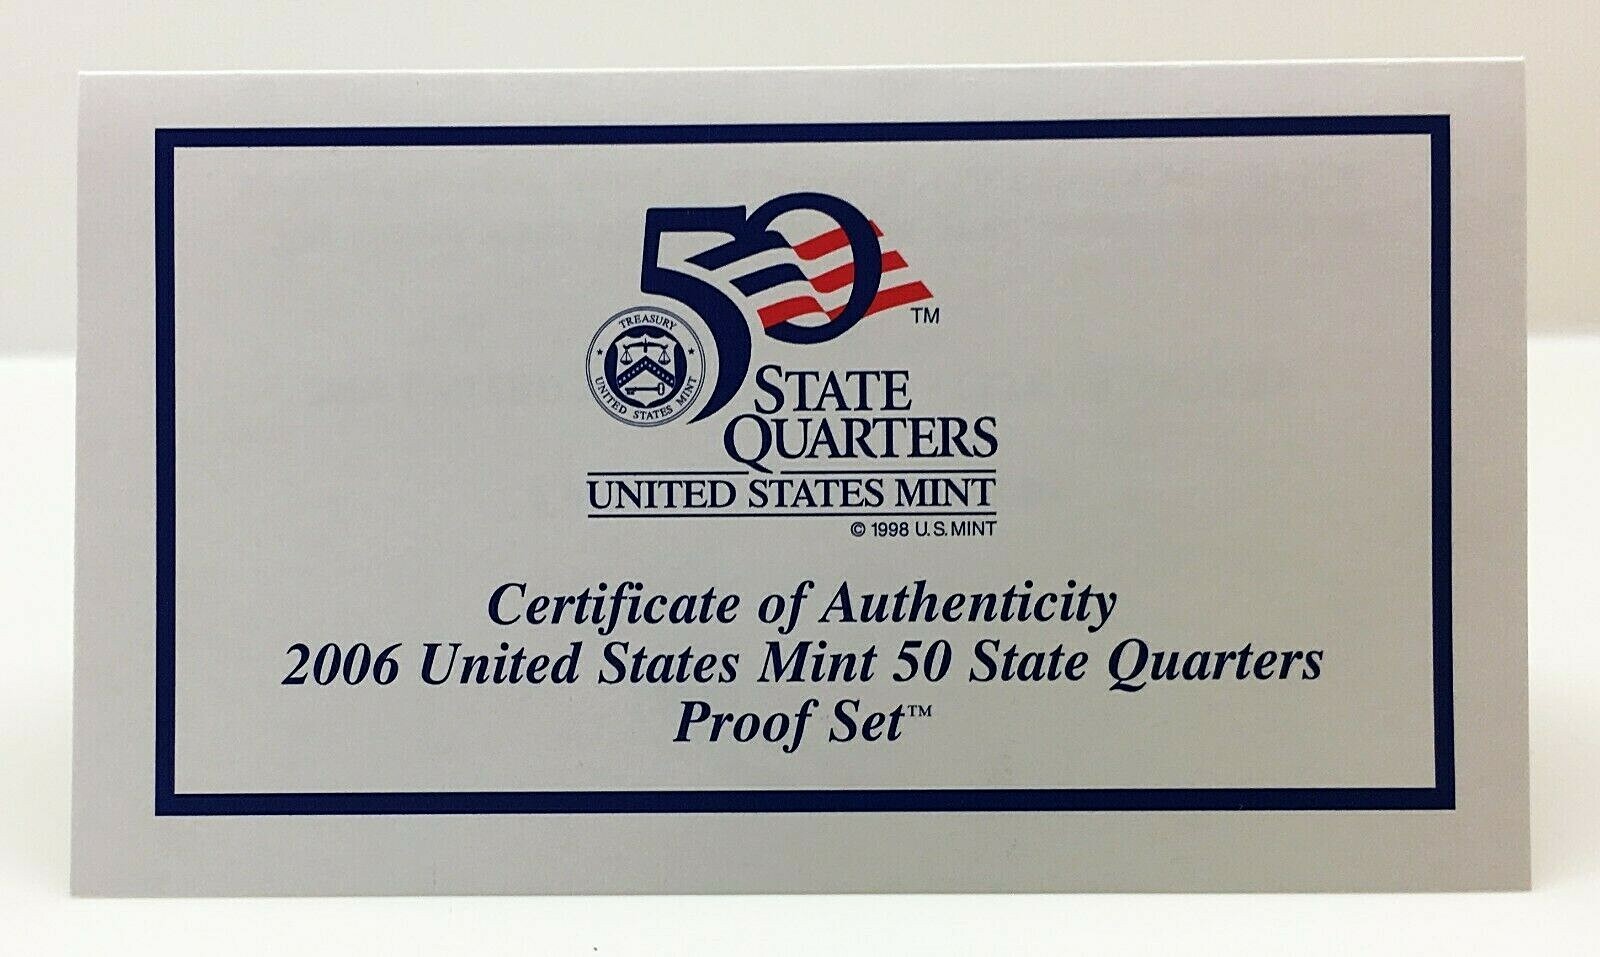 50
TM
TREASURY
UNITED STATES MINT
STATE
QUARTERS
UNITED STATES MINT
© 1998 U.S. MINT
Certificate of Authenticity
2006 United States Mint 50 State Quarters
Proof Set™